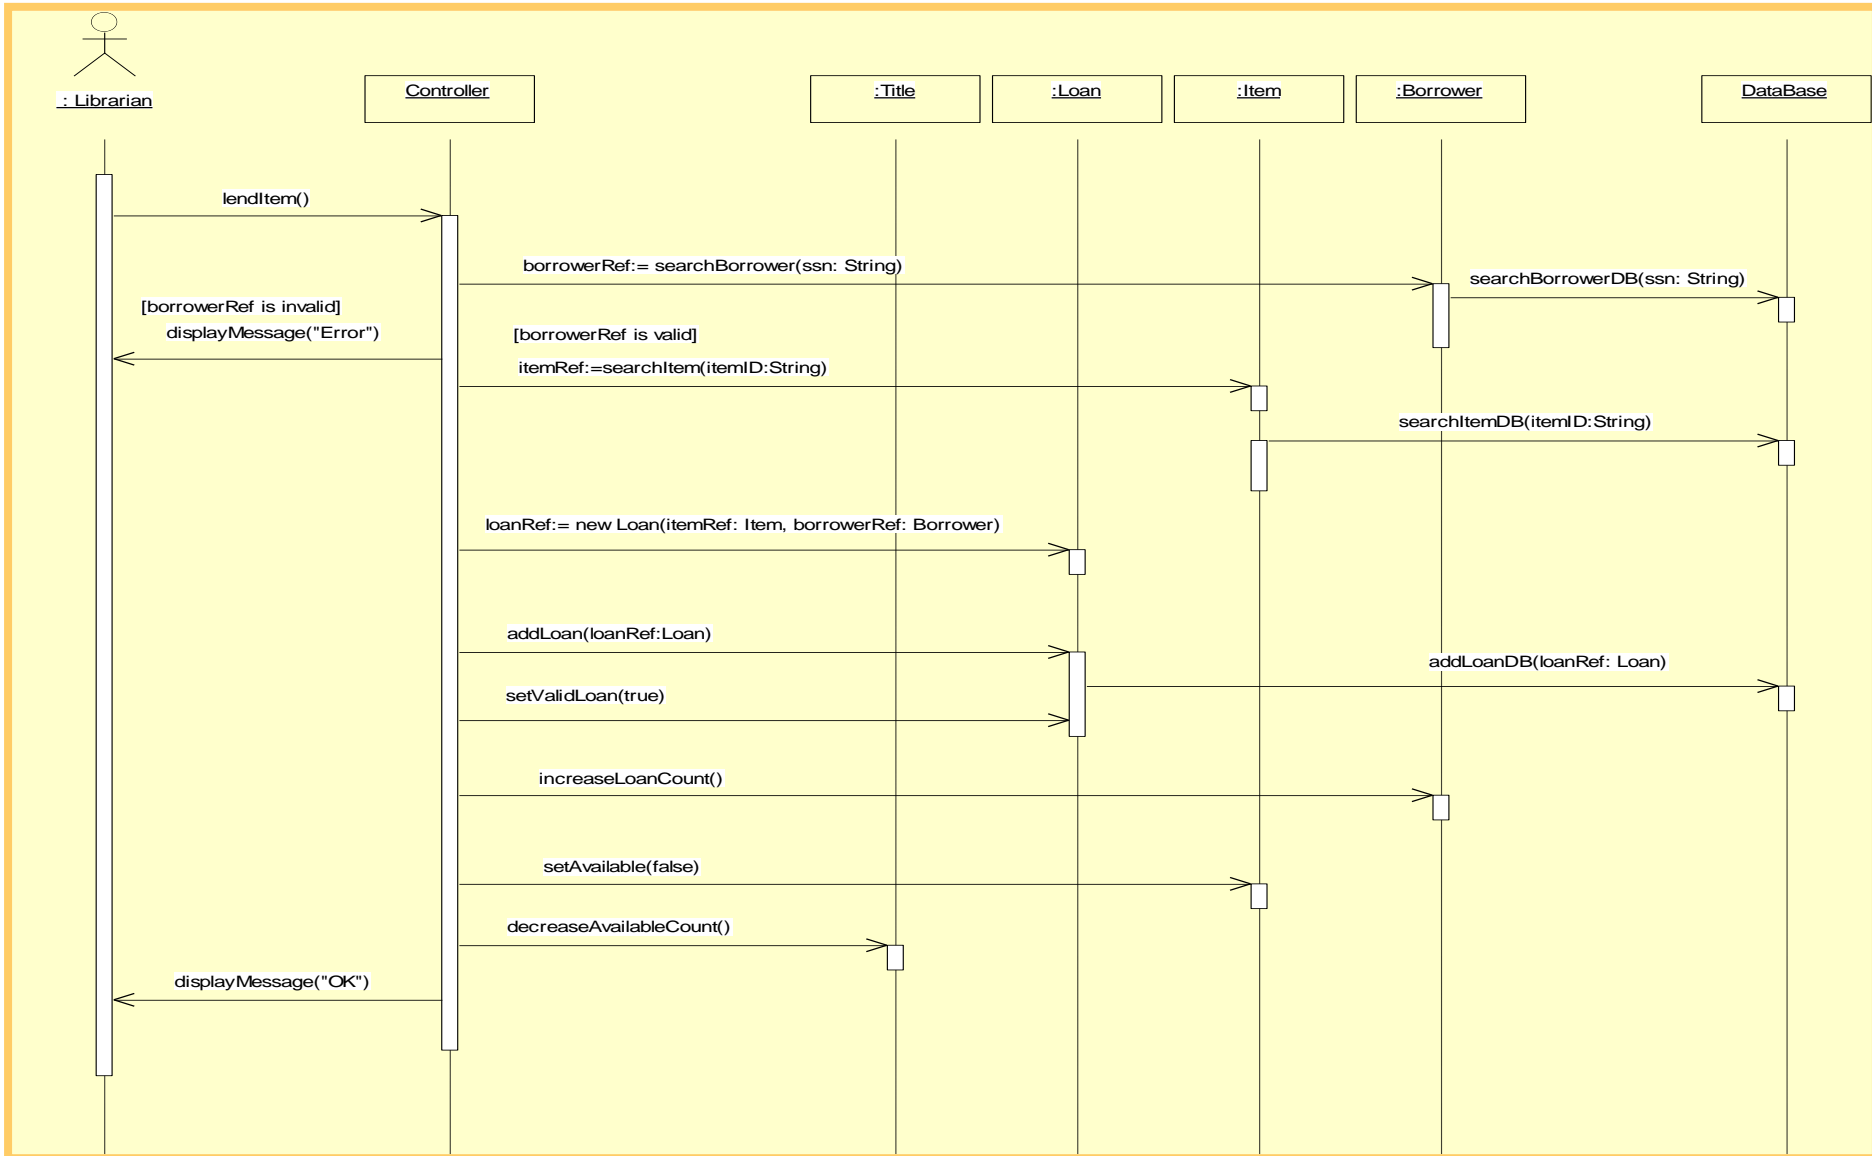 : Librarian
Controller
:Title
:Loan
:Item
:Borrower
DataBase
lendItem()
borrowerRef:= searchBorrower(ssn: String)
searchBorrowerDB(ssn: String)
[borrowerRef is invalid]
displayMessage("Error")
[borrowerRef is valid]
itemRef:=searchItem(itemID:String)
searchItemDB(itemID:String)
loanRef:= new Loan(itemRef: Item, borrowerRef: Borrower)
addLoan(loanRef:Loan)
addLoanDB(loanRef: Loan)
setValidLoan(true)
increaseLoanCount()
setAvailable(false)
decreaseAvailableCount()
displayMessage("OK")